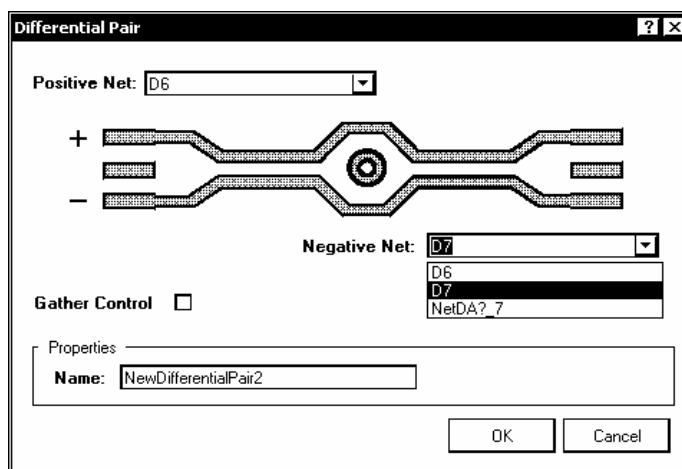 Differential Pair
Positive Net: D6
+
−
Negative Net: D7
D6
D7
NetDA?_7
Gather Control
Properties
Name: NewDifferentialPair2
OK Cancel